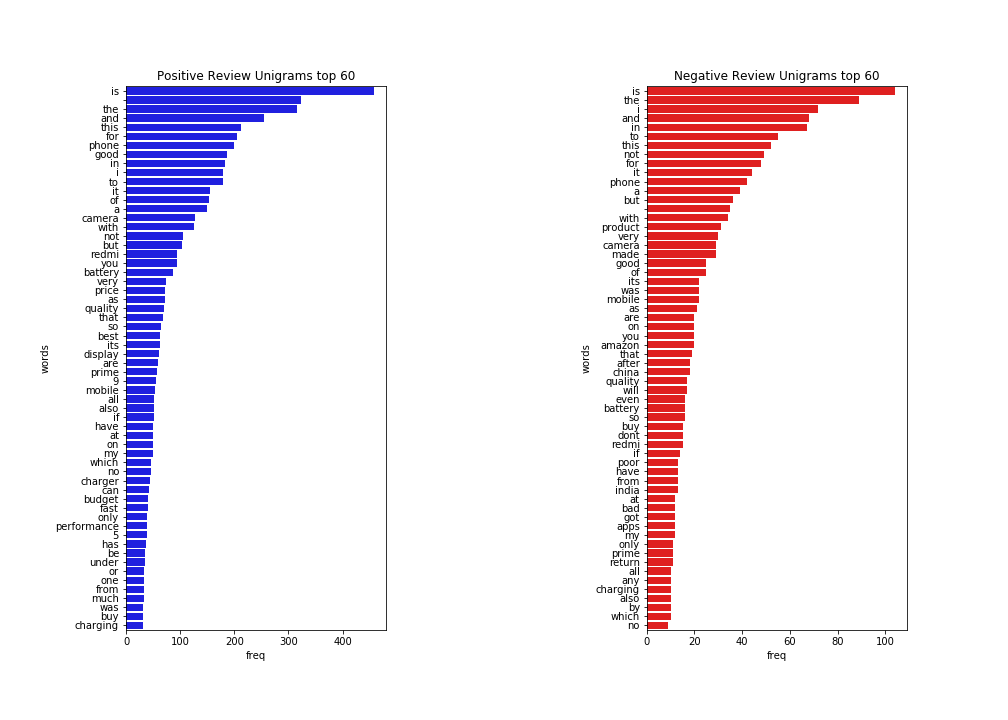 Positive Review Unigrams top 60
is
the
and
this
for
phone
good
in
i
to
it
of
a
camera
with
not
but
redmi
you
battery
very
price
as
quality
that
so
best
its
display
are
prime
9
mobile
all
also
if
have
at
on
my
which
no
charger
can
budget
fast
only
performance
5
has
be
under
or
one
from
much
was
buy
charging
words
0 100 200 300 400
freq
Negative Review Unigrams top 60
is
the
i
and
in
to
this
not
for
it
phone
a
but
with
product
very
camera
made
good
of
its
was
mobile
as
are
on
you
amazon
that
after
china
quality
will
even
battery
so
buy
dont
redmi
if
poor
have
from
india
at
bad
got
apps
my
only
prime
return
all
any
charging
also
by
which
no
words
0 20 40 60 80 100
freq